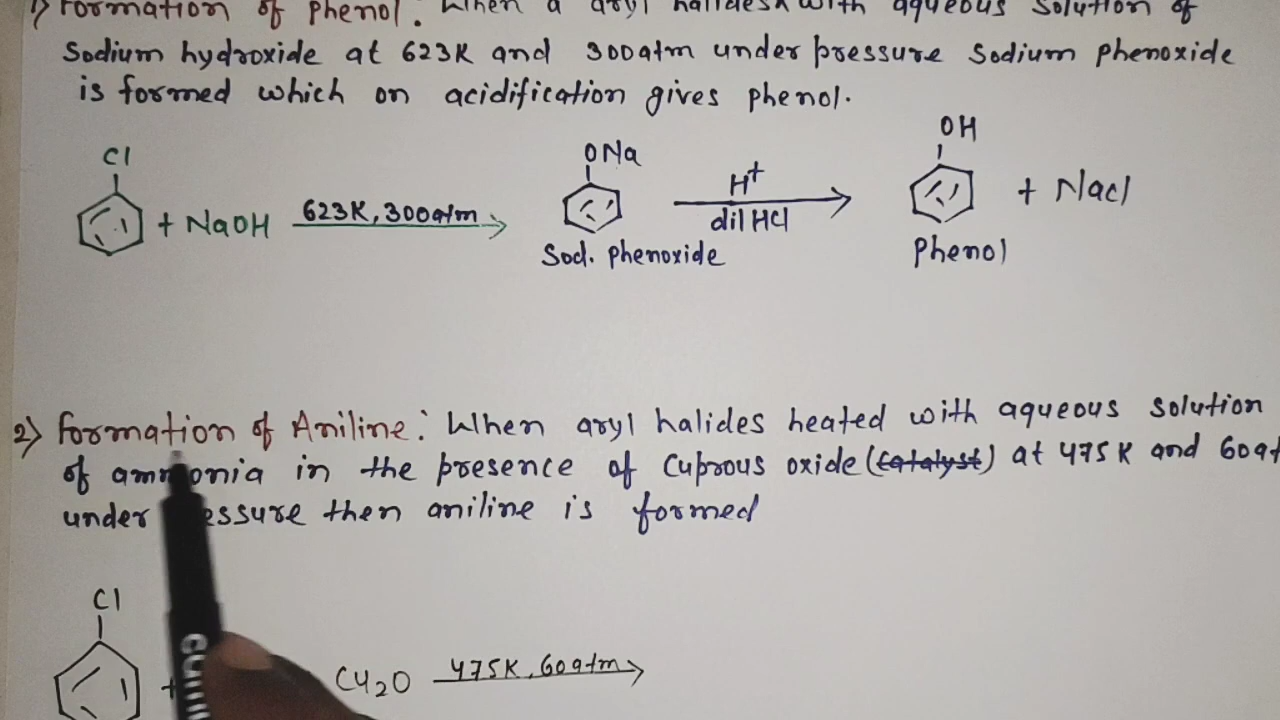 1) Formation of Phenol: When a aryl halides with aqueous solution of
sodium hydroxide at 623K and 300atm under pressure sodium phenoxide
is formed which on acidification gives phenol.
Cl
ONa
OH
+ NaOH 623K, 300atm
H+
dil HCl
+ NaCl
Sod. phenoxide
Phenol
2) Formation of Aniline: When aryl halides heated with aqueous solution
of ammonia in the presence of cuprous oxide (catalyst) at 475K and 60at
under pressure then aniline is formed
Cl
+
Cu2O 475K, 60atm